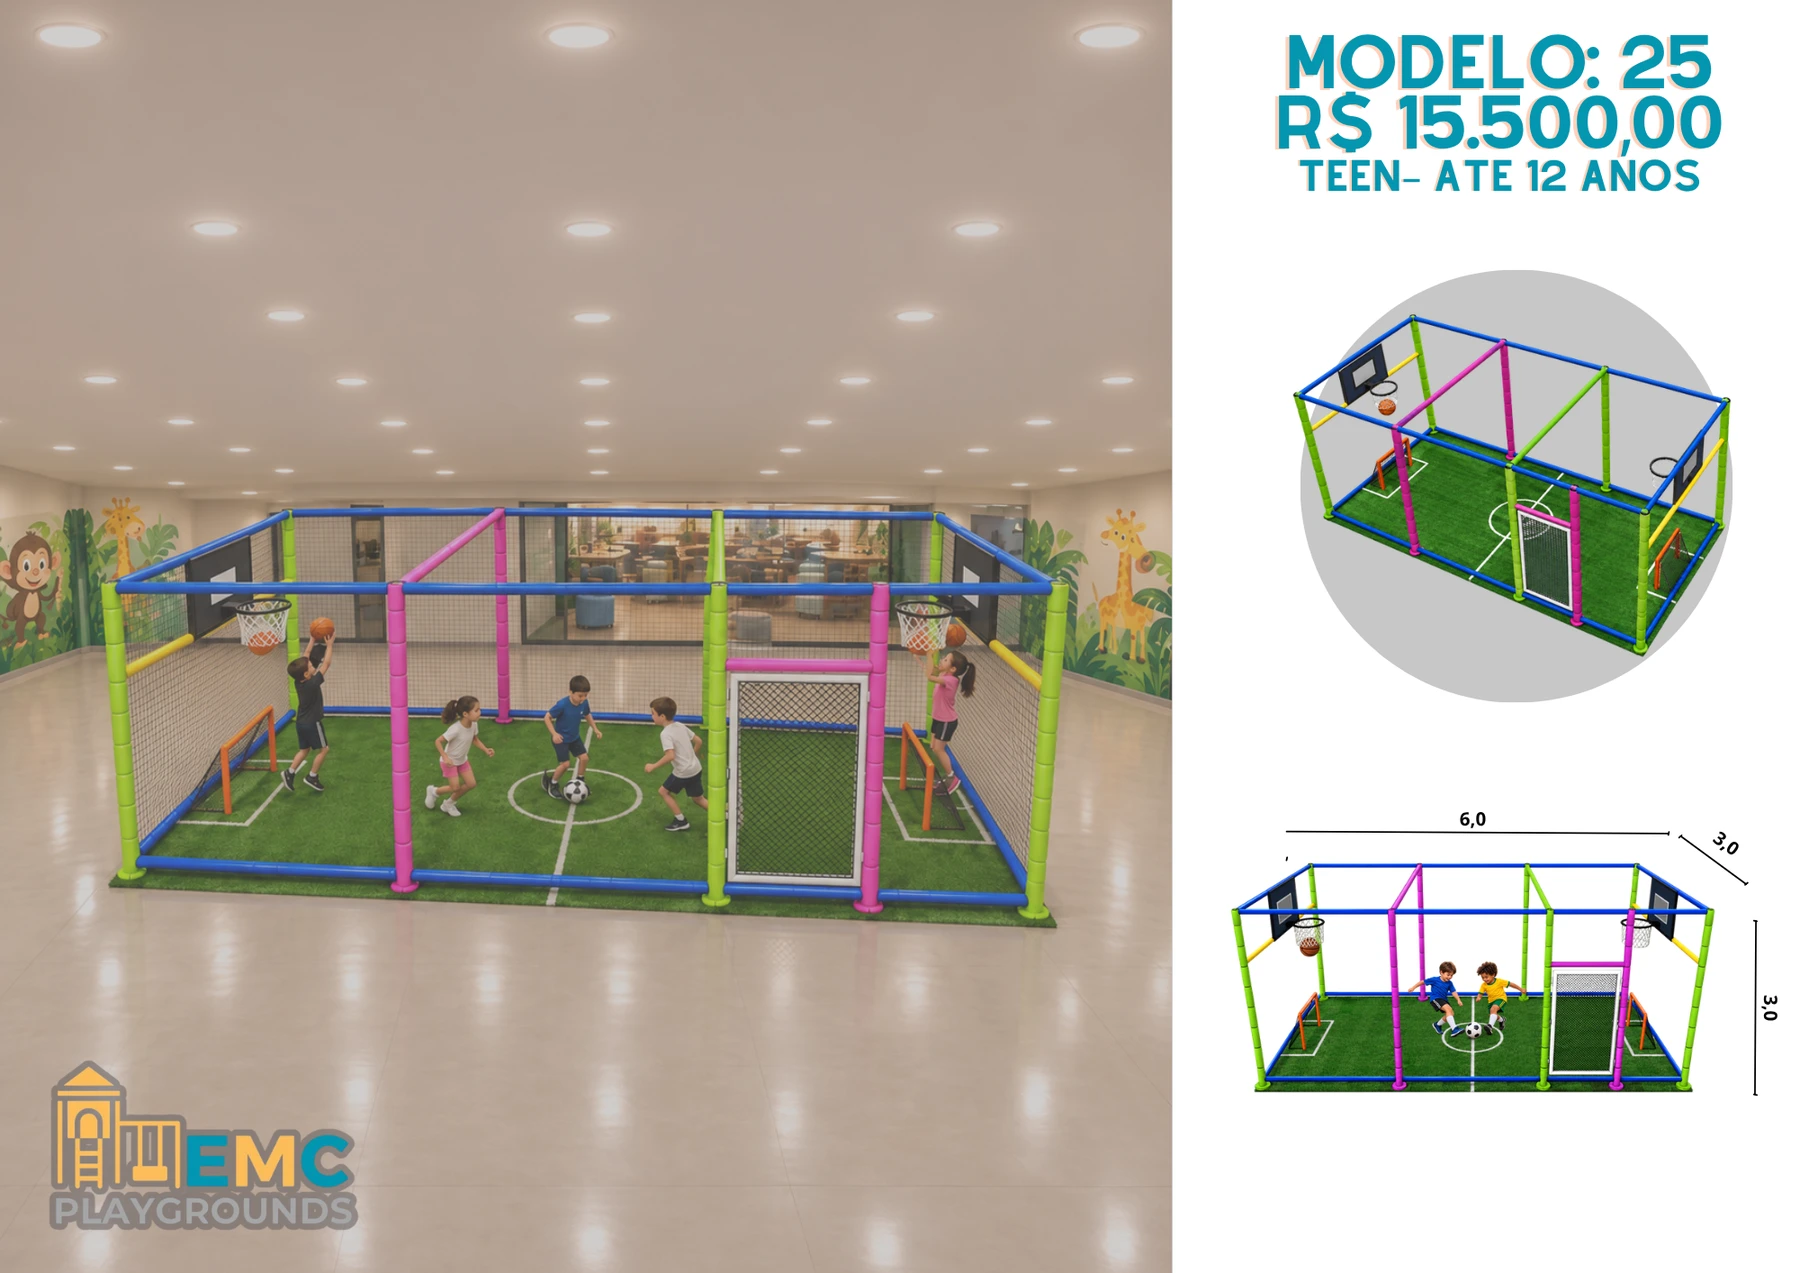 MODELO: 25
R$ 15.500,00
TEEN– ATE 12 ANOS
6,0
3,0
3,0
EMC
PLAYGROUNDS